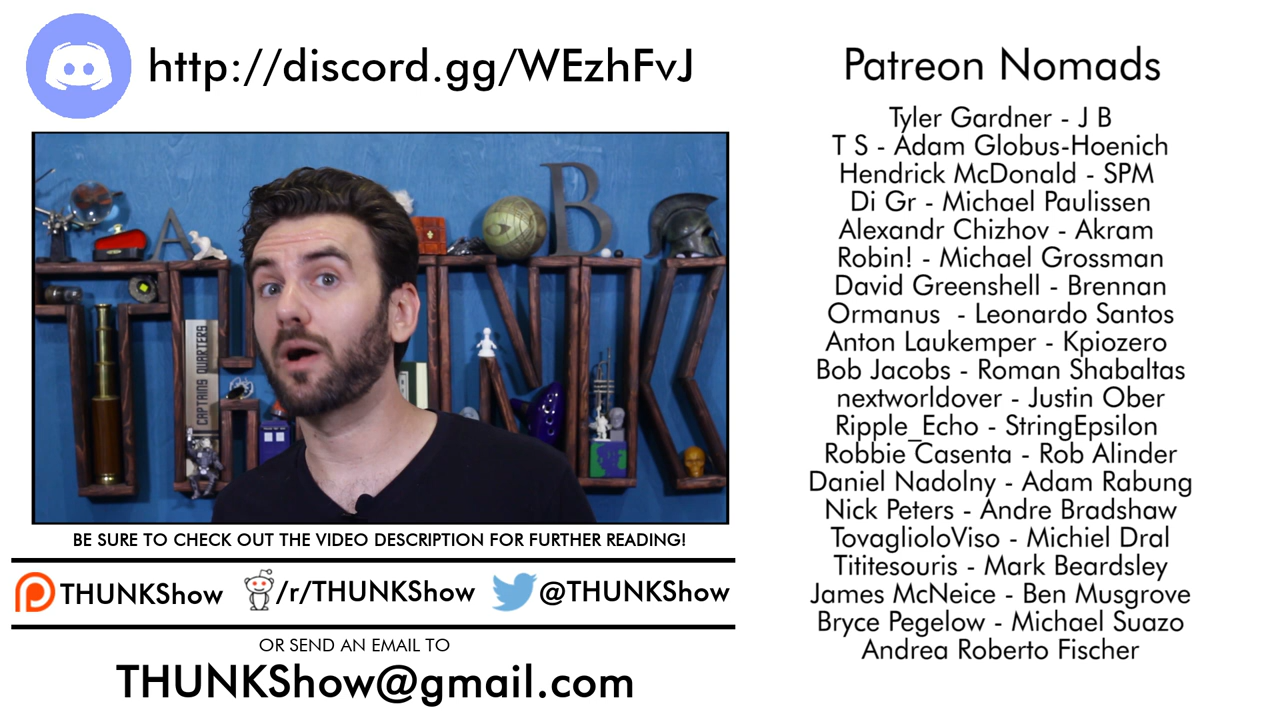 http://discord.gg/WEzhFvJ
A
B
THUNK
CAPTAINS QUARTERS
BE SURE TO CHECK OUT THE VIDEO DESCRIPTION FOR FURTHER READING!
THUNKShow
/r/THUNKShow
@THUNKShow
OR SEND AN EMAIL TO
THUNKShow@gmail.com
Patreon Nomads
Tyler Gardner - J B
T S - Adam Globus-Hoenich
Hendrick McDonald - SPM
Di Gr - Michael Paulissen
Alexandr Chizhov - Akram
Robin! - Michael Grossman
David Greenshell - Brennan
Ormanus  - Leonardo Santos
Anton Laukemper - Kpiozero
Bob Jacobs - Roman Shabaltas
nextworldover - Justin Ober
Ripple_Echo - StringEpsilon
Robbie Casenta - Rob Alinder
Daniel Nadolny - Adam Rabung
Nick Peters - Andre Bradshaw
TovaglioloViso - Michiel Dral
Tititesouris - Mark Beardsley
James McNeice - Ben Musgrove
Bryce Pegelow - Michael Suazo
Andrea Roberto Fischer